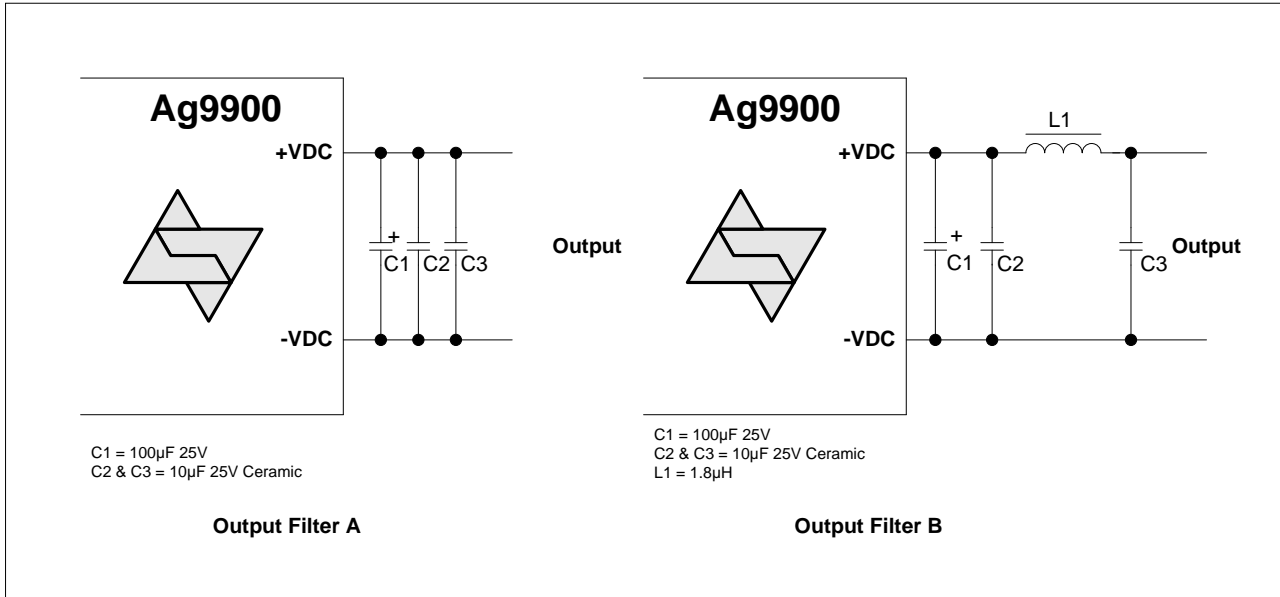 Ag9900
+VDC
+
C1 C2 C3
Output
-VDC
C1 = 100µF 25V
C2 & C3 = 10µF 25V Ceramic
Output Filter A
Ag9900
L1
+VDC
+
C1
C2
C3
Output
-VDC
C1 = 100µF 25V
C2 & C3 = 10µF 25V Ceramic
L1 = 1.8µH
Output Filter B